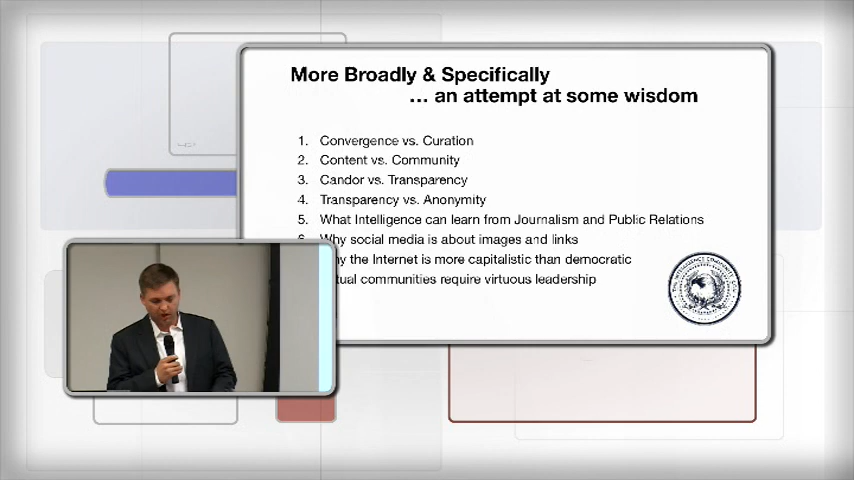 More Broadly & Specifically
... an attempt at some wisdom
1. Convergence vs. Curation
2. Content vs. Community
3. Candor vs. Transparency
4. Transparency vs. Anonymity
5. What Intelligence can learn from Journalism and Public Relations
Why social media is about images and links
the Internet is more capitalistic than democratic
communities require virtuous leadership
INTELLIGENCE COMMUNITY